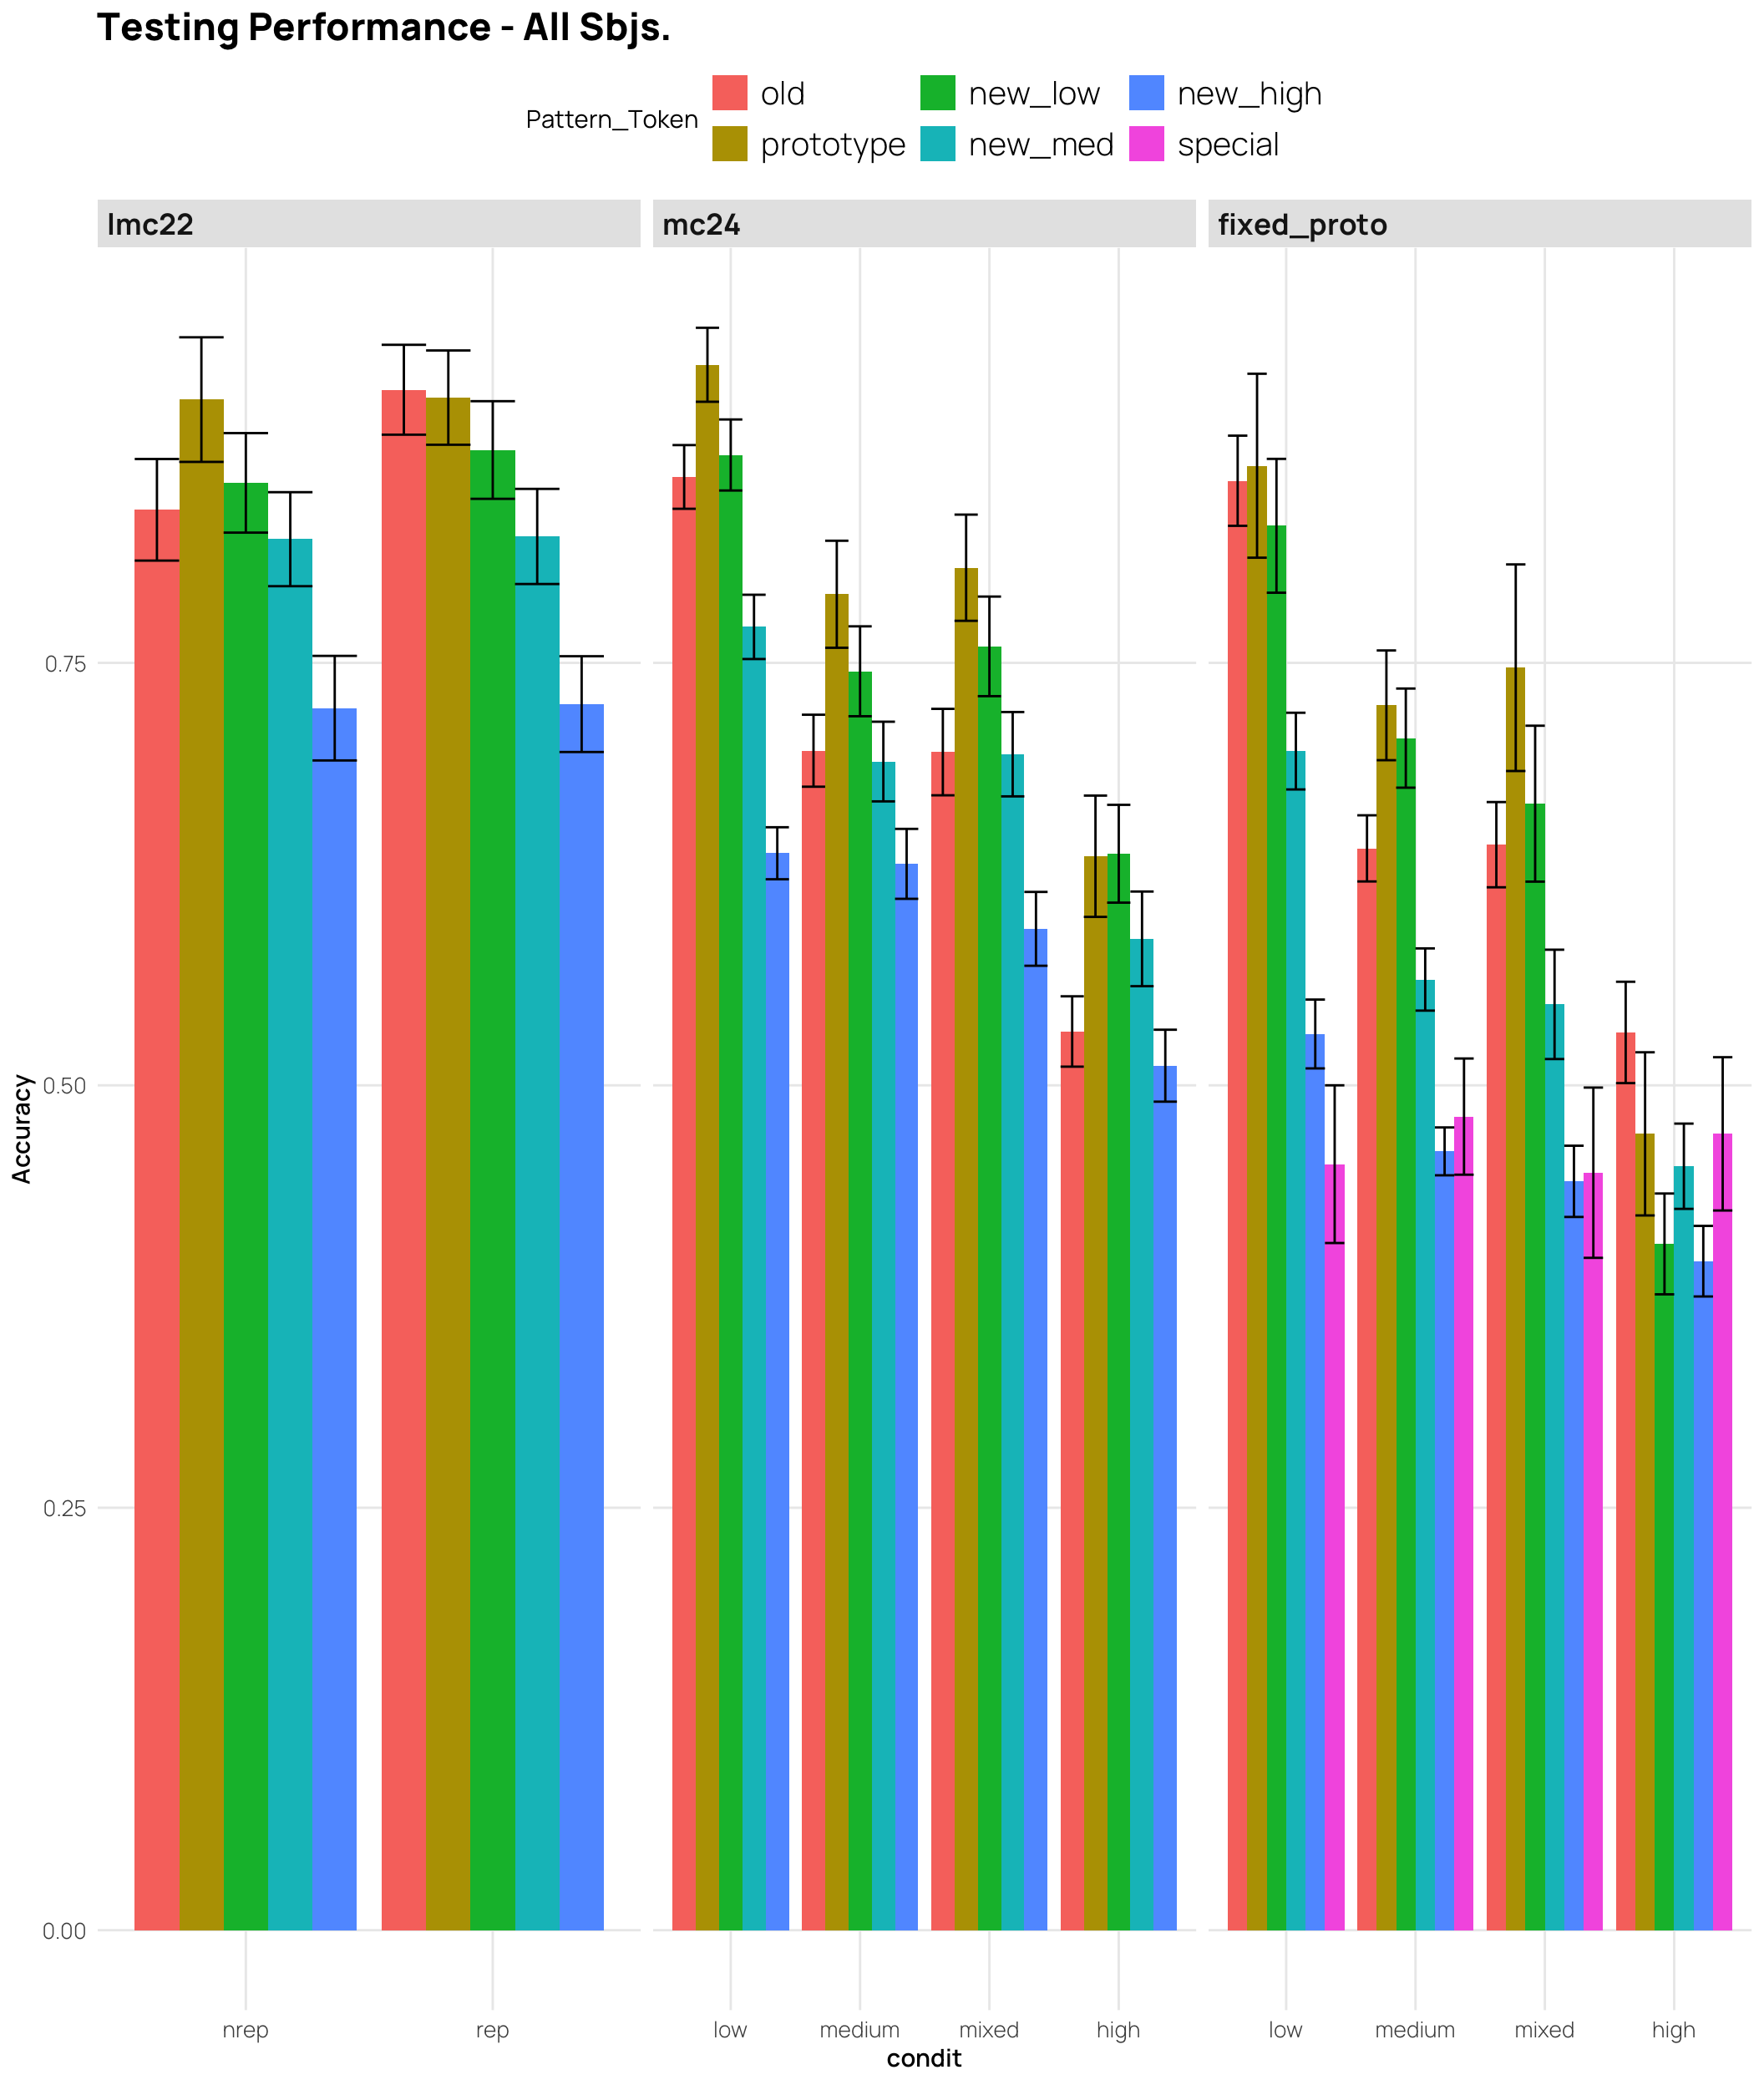 Testing Performance - All Sbjs.
Pattern_Token
old
new_low
new_high
prototype
new_med
special
lmc22
mc24
fixed_proto
Accuracy
0.75
0.50
0.25
0.00
nrep
rep
low
medium
mixed
high
low
medium
mixed
high
condit